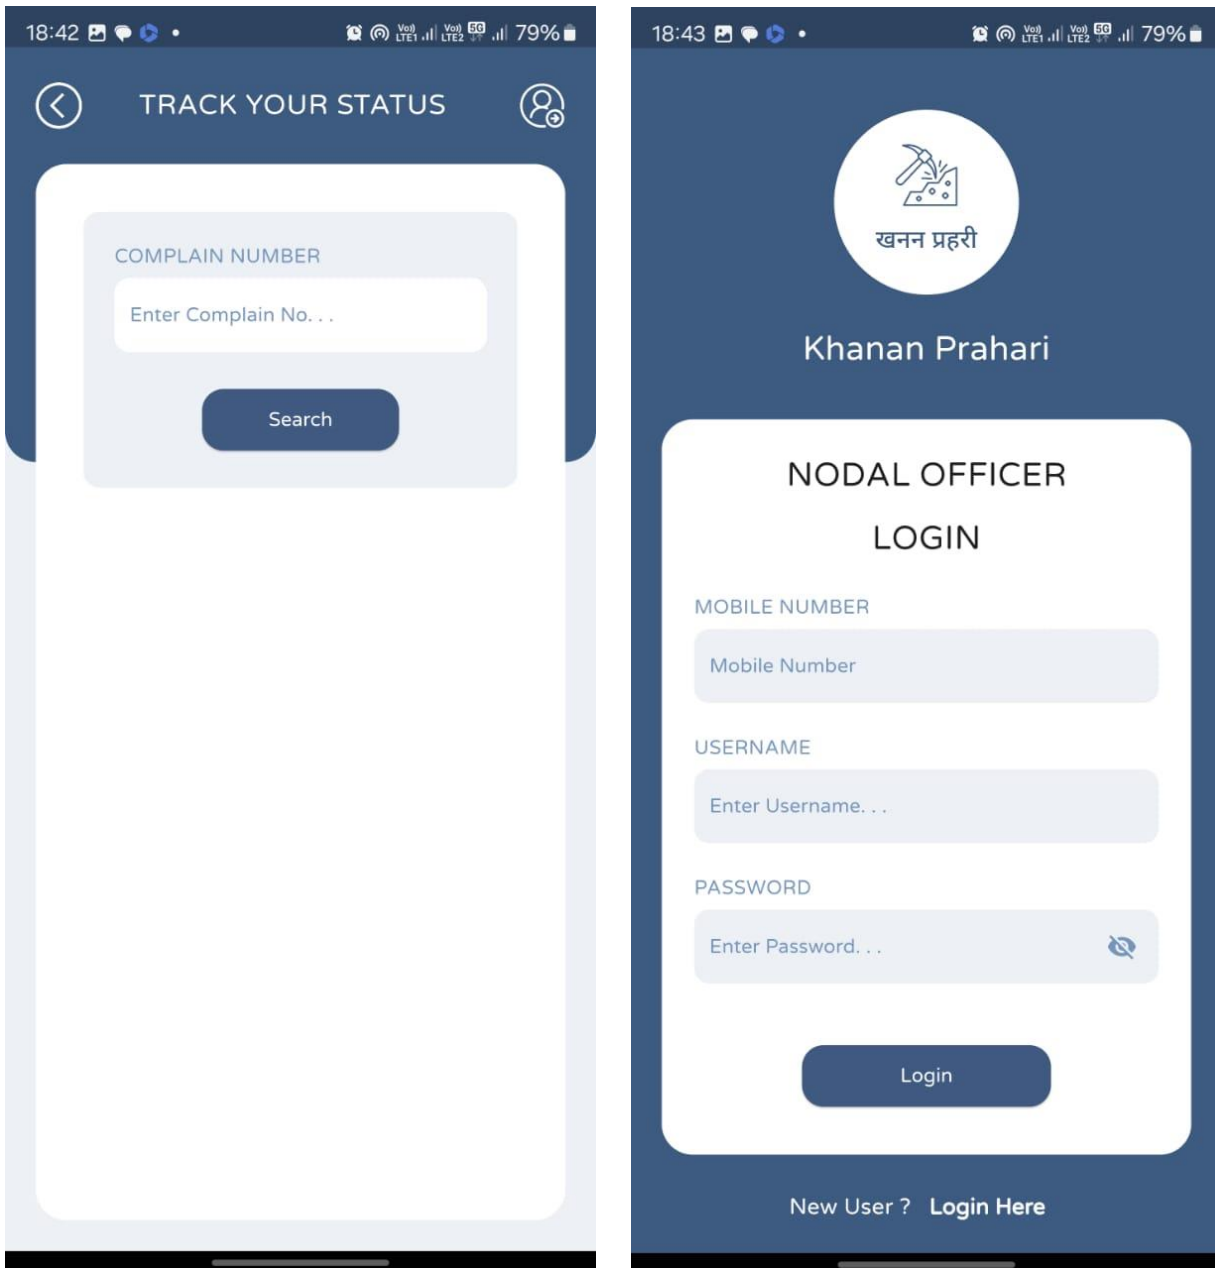 18:42 79%
TRACK YOUR STATUS
COMPLAIN NUMBER
Enter Complain No. . .
Search
18:43 79%
खनन प्रहरी
Khanan Prahari
NODAL OFFICER
LOGIN
MOBILE NUMBER
Mobile Number
USERNAME
Enter Username. . .
PASSWORD
Enter Password. . .
Login
New User ? Login Here